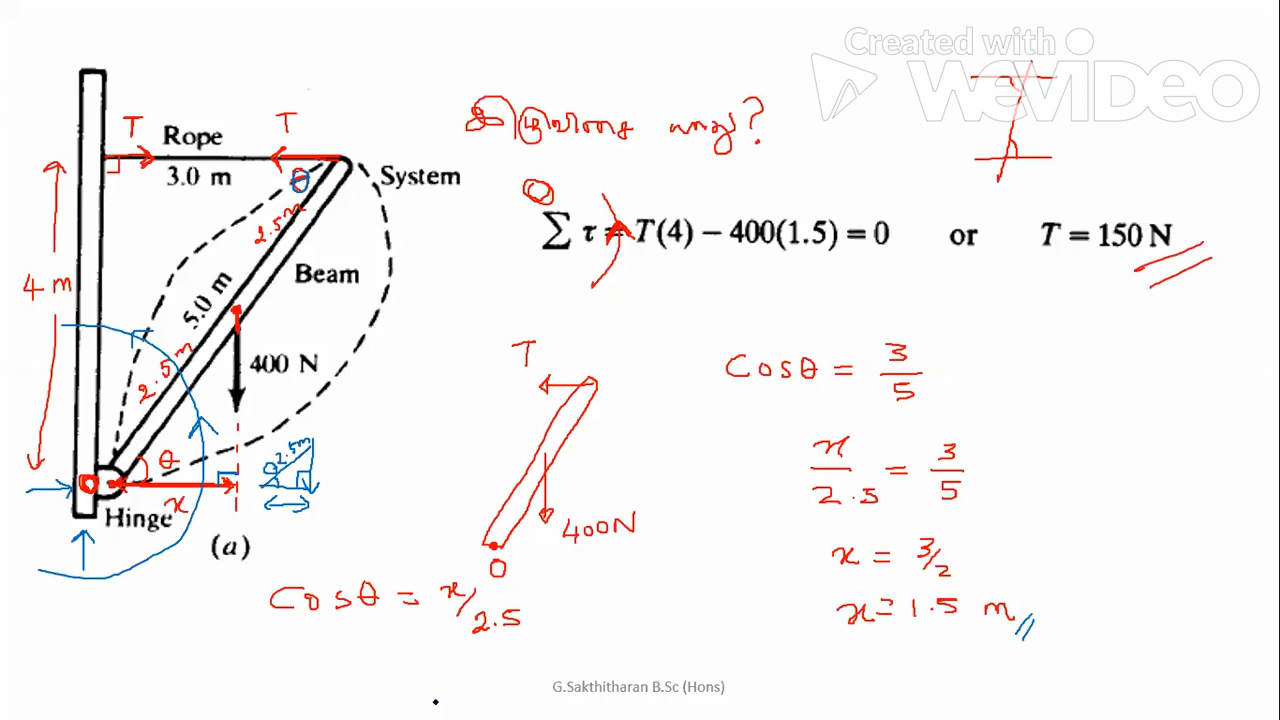 Created with
WEVIDEO
T
T
Rope
3.0 m
θ
System
2.5 m
4 m
5.0 m
Beam
2.5 m
400 N
θ
x
θ
2.5m
Hinge
(a)
Cosθ = x/2.5
?
∑ τ = T(4) − 400(1.5) = 0 or T = 150 N
T
400N
O
Cosθ = 3/5
x/2.5 = 3/5
x = 3/2
x = 1.5 m
G.Sakthitharan B.Sc (Hons)